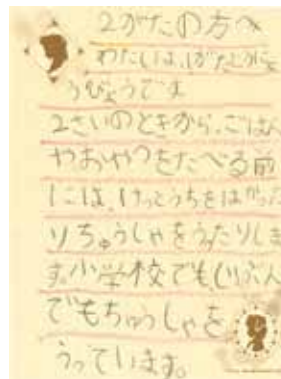 2がたの方へ
わたしは、1がたとうに
うびょうです
2さいのときから、ごはん
やおやつをたべる前
には、けっとうちをはかった
りちゅうしゃをうったりしま
す。小学校でもじぶん
でもちゅうしゃを
うっています。